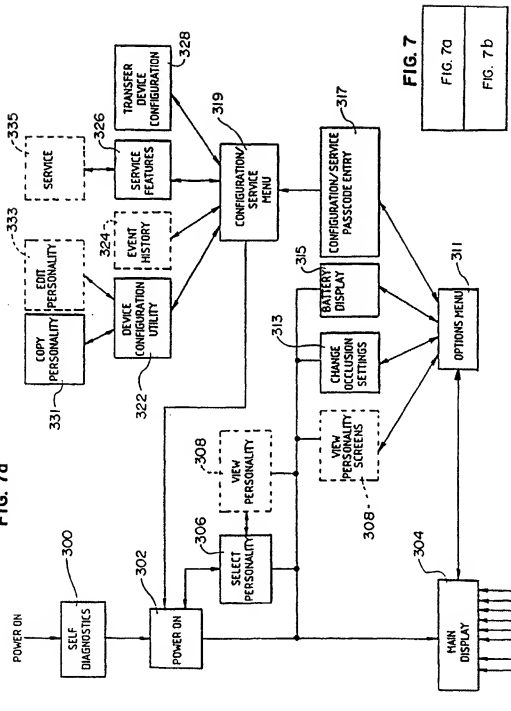 FIG. 7a
POWER ON
300
SELF
DIAGNOSTICS
302
POWER ON
306
SELECT
PERSONALITY
308
VIEW
PERSONALITY
304
MAIN
DISPLAY
331
COPY
PERSONALITY
333
EDIT
PERSONALITY
335
SERVICE
322
DEVICE
CONFIGURATION
UTILITY
324
EVENT
HISTORY
326
SERVICE
FEATURES
328
TRANSFER
DEVICE
CONFIGURATION
319
CONFIGURATION/
SERVICE
MENU
308
VIEW
PERSONALITY
SCREENS
313
CHANGE
OCCLUSION
SETTINGS
315
BATTERY
DISPLAY
317
CONFIGURATION/SERVICE
PASSCODE ENTRY
311
OPTIONS MENU
FIG. 7
FIG. 7a
FIG. 7b